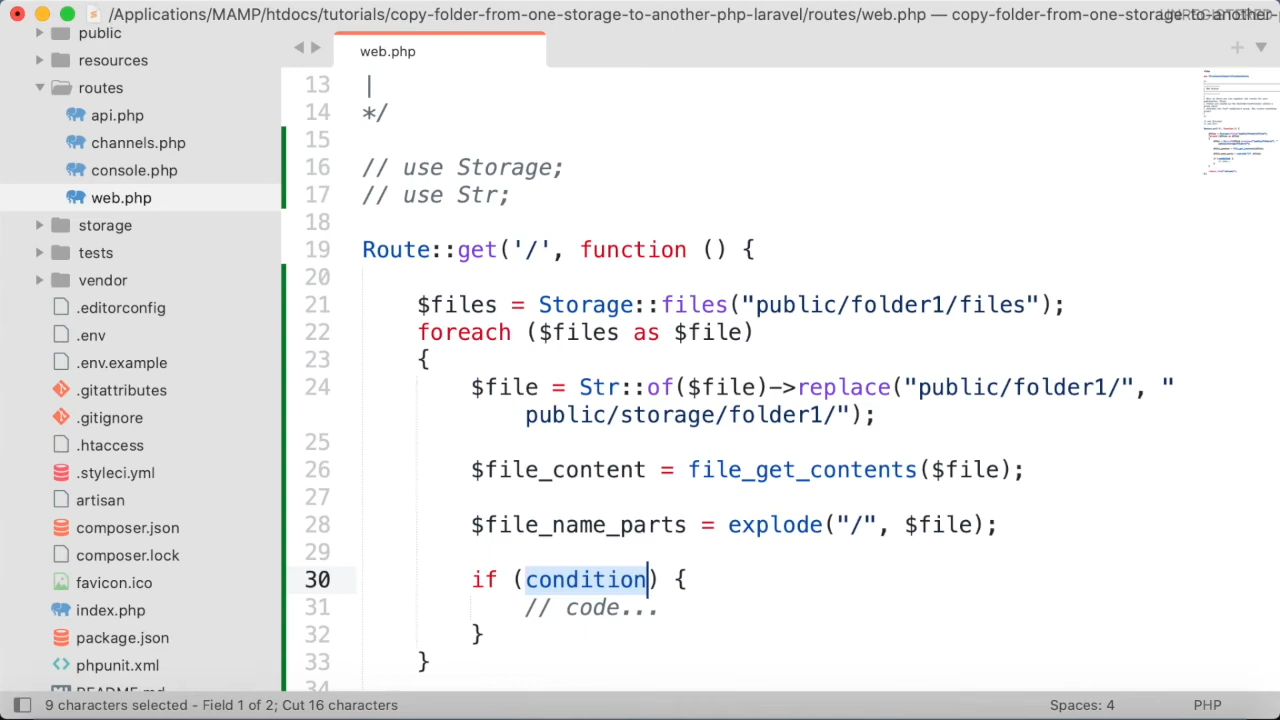 /Applications/MAMP/htdocs/tutorials/copy-folder-from-one-storage-to-another-php-laravel/routes/web.php — copy-folder-from-one-storage-to-another-
UNREGISTERED
public
resources
routes
api.php
channels.php
console.php
web.php
storage
tests
vendor
.editorconfig
.env
.env.example
.gitattributes
.gitignore
.htaccess
.styleci.yml
artisan
composer.json
composer.lock
favicon.ico
index.php
package.json
phpunit.xml
README.md
web.php
13 |
14 */
15
16 // use Storage;
17 // use Str;
18
19 Route::get('/', function () {
20
21 $files = Storage::files("public/folder1/files");
22 foreach ($files as $file)
23 {
24 $file = Str::of($file)->replace("public/folder1/", "
public/storage/folder1/");
25
26 $file_content = file_get_contents($file);
27
28 $file_name_parts = explode("/", $file);
29
30 if (condition) {
31 // code...
32 }
33 }
34
9 characters selected - Field 1 of 2; Cut 16 characters
Spaces: 4
PHP